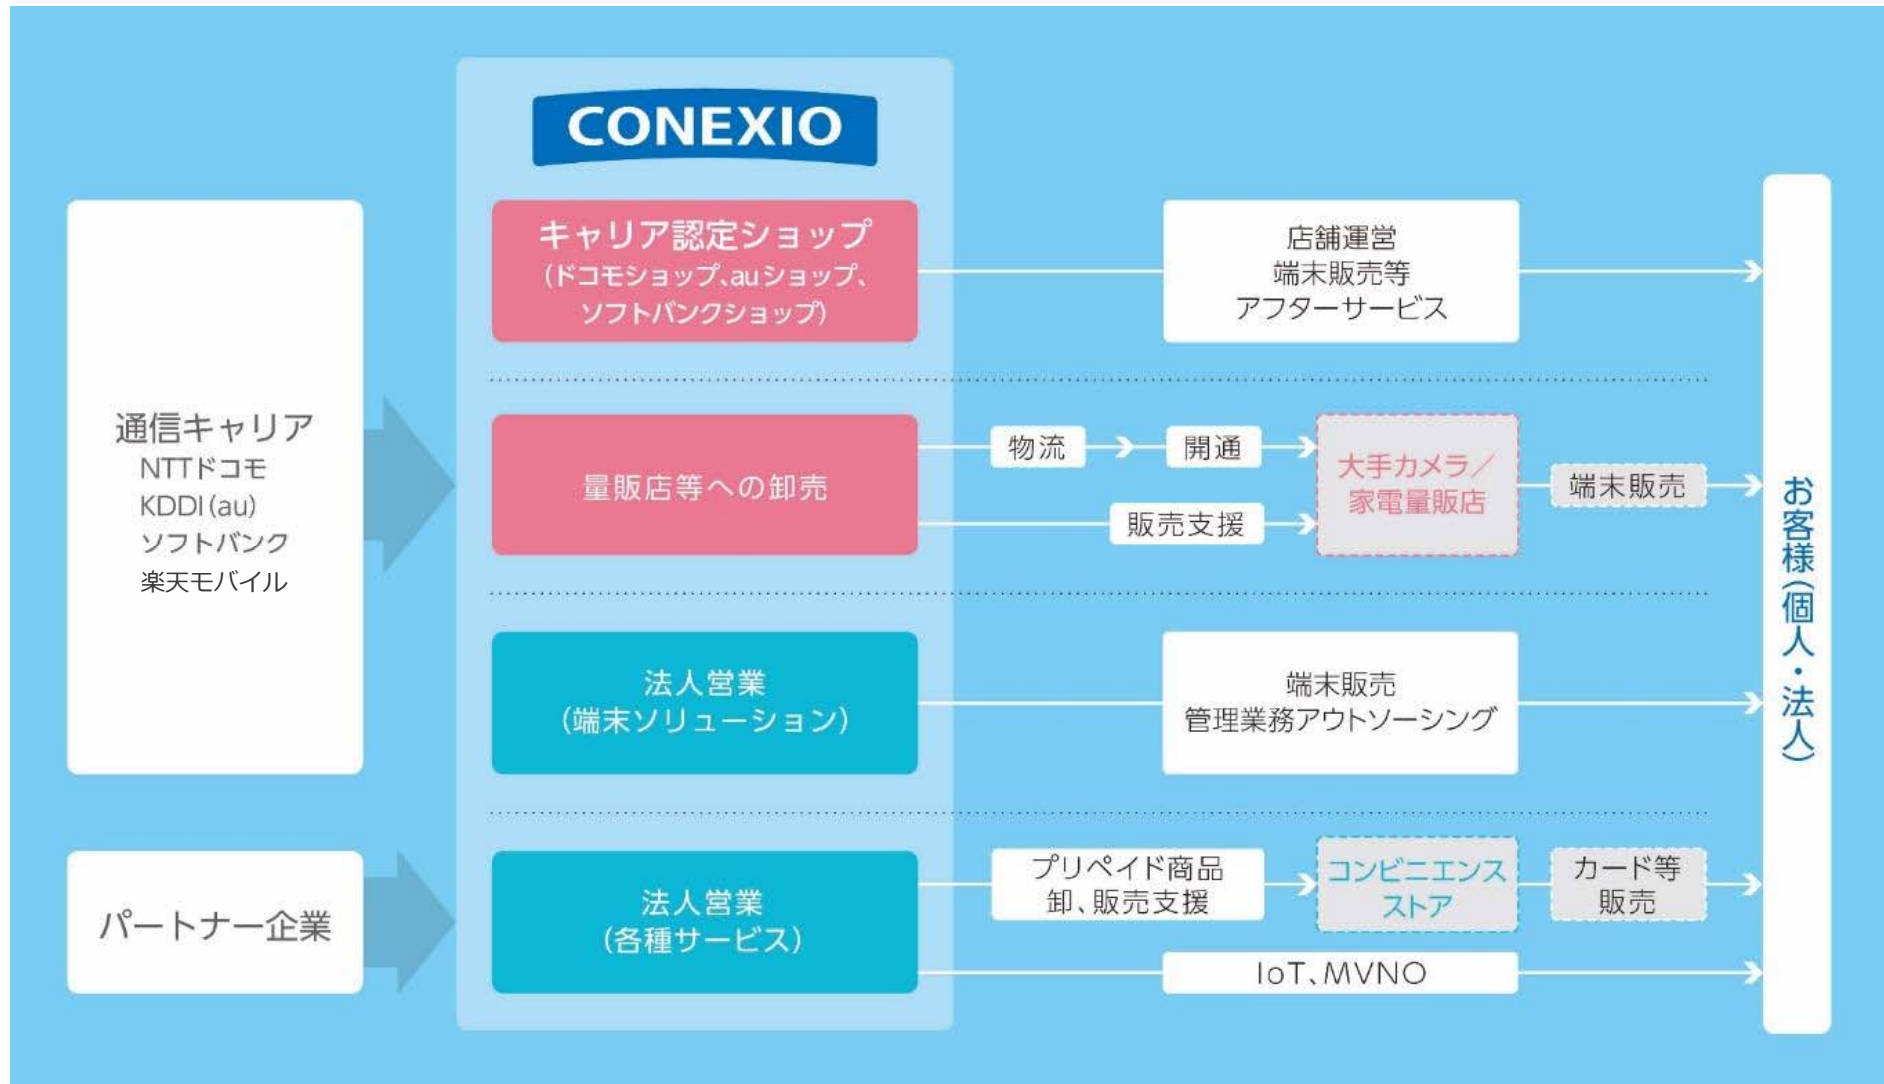 CONEXIO
通信キャリア
NTTドコモ
KDDI(au)
ソフトバンク
楽天モバイル
キャリア認定ショップ
(ドコモショップ、auショップ、
ソフトバンクショップ)
店舗運営
端末販売等
アフターサービス
量販店等への卸売
物流
開通
販売支援
大手カメラ/
家電量販店
端末販売
法人営業
(端末ソリューション)
端末販売
管理業務アウトソーシング
パートナー企業
法人営業
(各種サービス)
プリペイド商品
卸、販売支援
コンビニエンス
ストア
カード等
販売
IoT、MVNO
お客様(個人・法人)